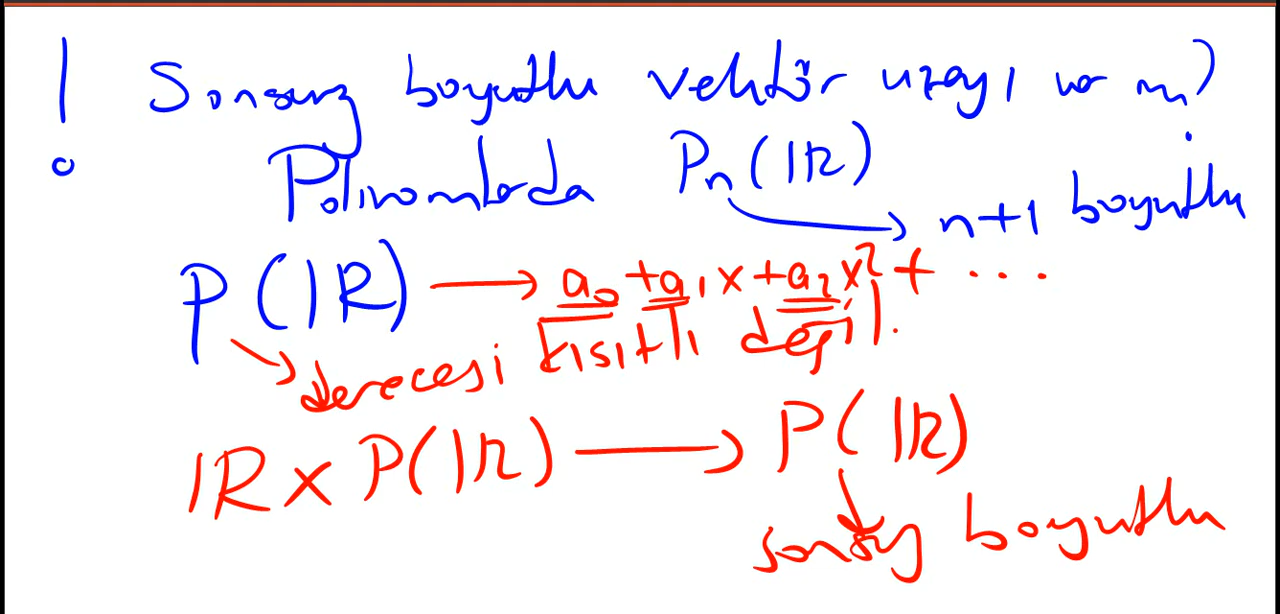 ! Sonsuz boyutlu vektör uzayı var mı?
Polinomlarda Pn(IR)
→ n+1 boyutlu
P(IR) → a₀ + a₁x + a₂x² + ...
derecesi kısıtlı değil.
IR × P(IR) → P(IR)
sonsuz boyutlu